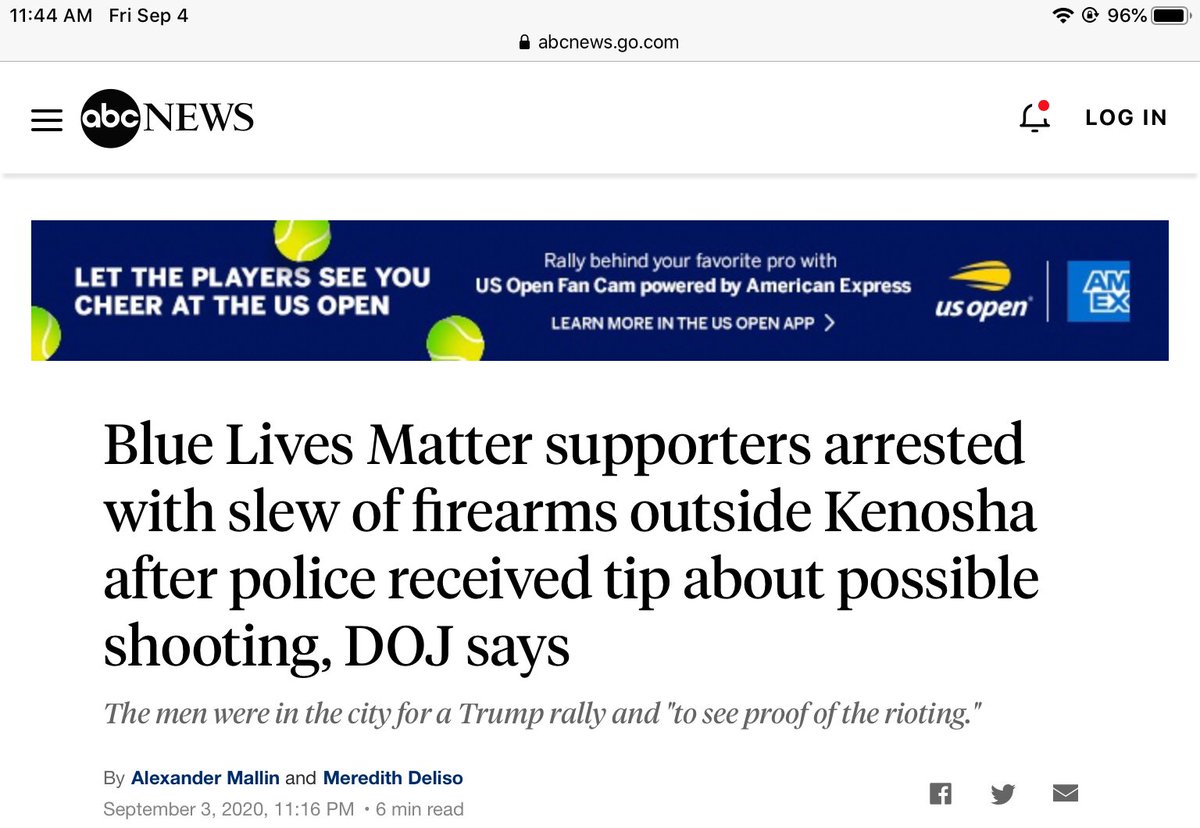 11:44 AM Fri Sep 4
96%
abcnews.go.com
abc NEWS
LOG IN
LET THE PLAYERS SEE YOU
CHEER AT THE US OPEN
Rally behind your favorite pro with
US Open Fan Cam powered by American Express
LEARN MORE IN THE US OPEN APP
us open
AM
EX
Blue Lives Matter supporters arrested
with slew of firearms outside Kenosha
after police received tip about possible
shooting, DOJ says
The men were in the city for a Trump rally and "to see proof of the rioting."
By Alexander Mallin and Meredith Deliso
September 3, 2020, 11:16 PM • 6 min read